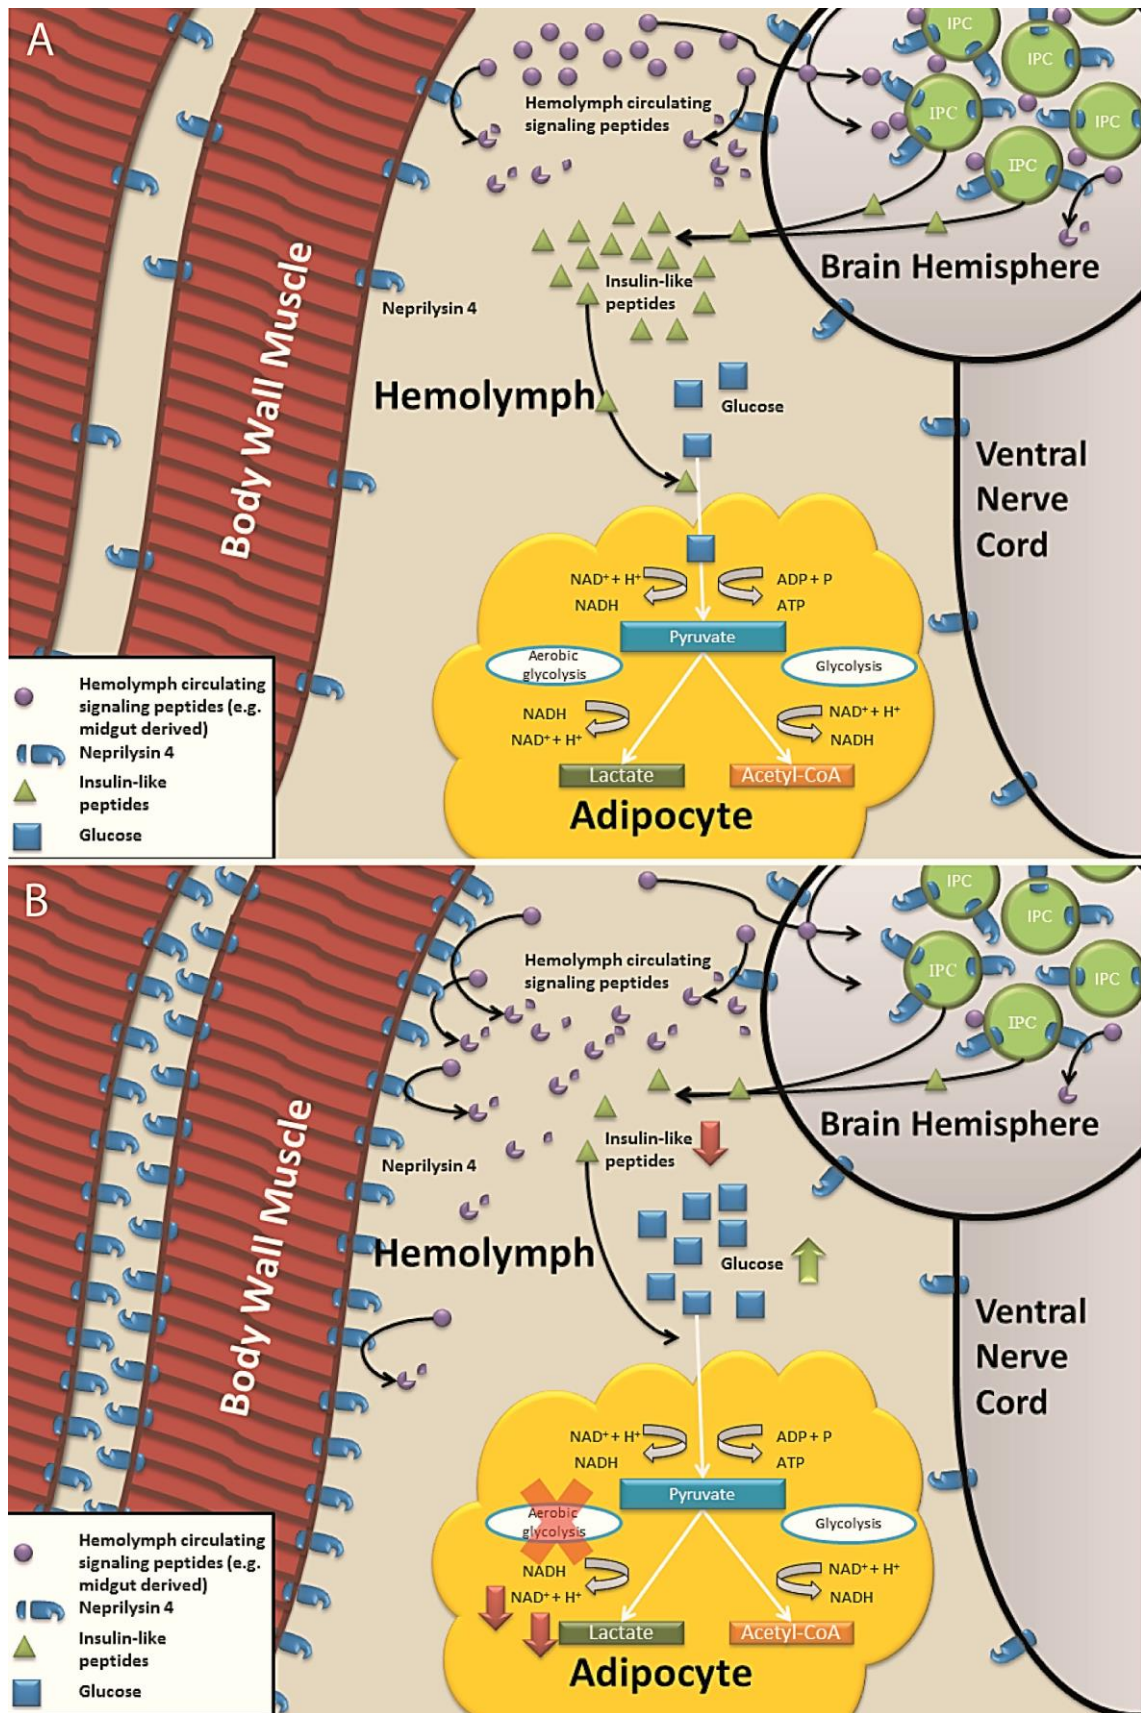 A
IPC
IPC
IPC
IPC
IPC
Hemolymph circulating
signaling peptides
Brain Hemisphere
Insulin-like
peptides
Neprilysin 4
Body Wall Muscle
Hemolymph
Glucose
Ventral
Nerve
Cord
NAD⁺ + H⁺
NADH
ADP + P
ATP
Pyruvate
Aerobic
glycolysis
Glycolysis
NADH
NAD⁺ + H⁺
NAD⁺ + H⁺
NADH
Lactate
Acetyl-CoA
Adipocyte
Hemolymph circulating
signaling peptides (e.g.
midgut derived)
Neprilysin 4
Insulin-like
peptides
Glucose
B
IPC
IPC
IPC
IPC
IPC
Hemolymph circulating
signaling peptides
Brain Hemisphere
Insulin-like
peptides
Neprilysin 4
Body Wall Muscle
Hemolymph
Glucose
Ventral
Nerve
Cord
NAD⁺ + H⁺
NADH
ADP + P
ATP
Pyruvate
Aerobic
glycolysis
Glycolysis
NADH
NAD⁺ + H⁺
NAD⁺ + H⁺
NADH
Lactate
Acetyl-CoA
Adipocyte
Hemolymph circulating
signaling peptides (e.g.
midgut derived)
Neprilysin 4
Insulin-like
peptides
Glucose